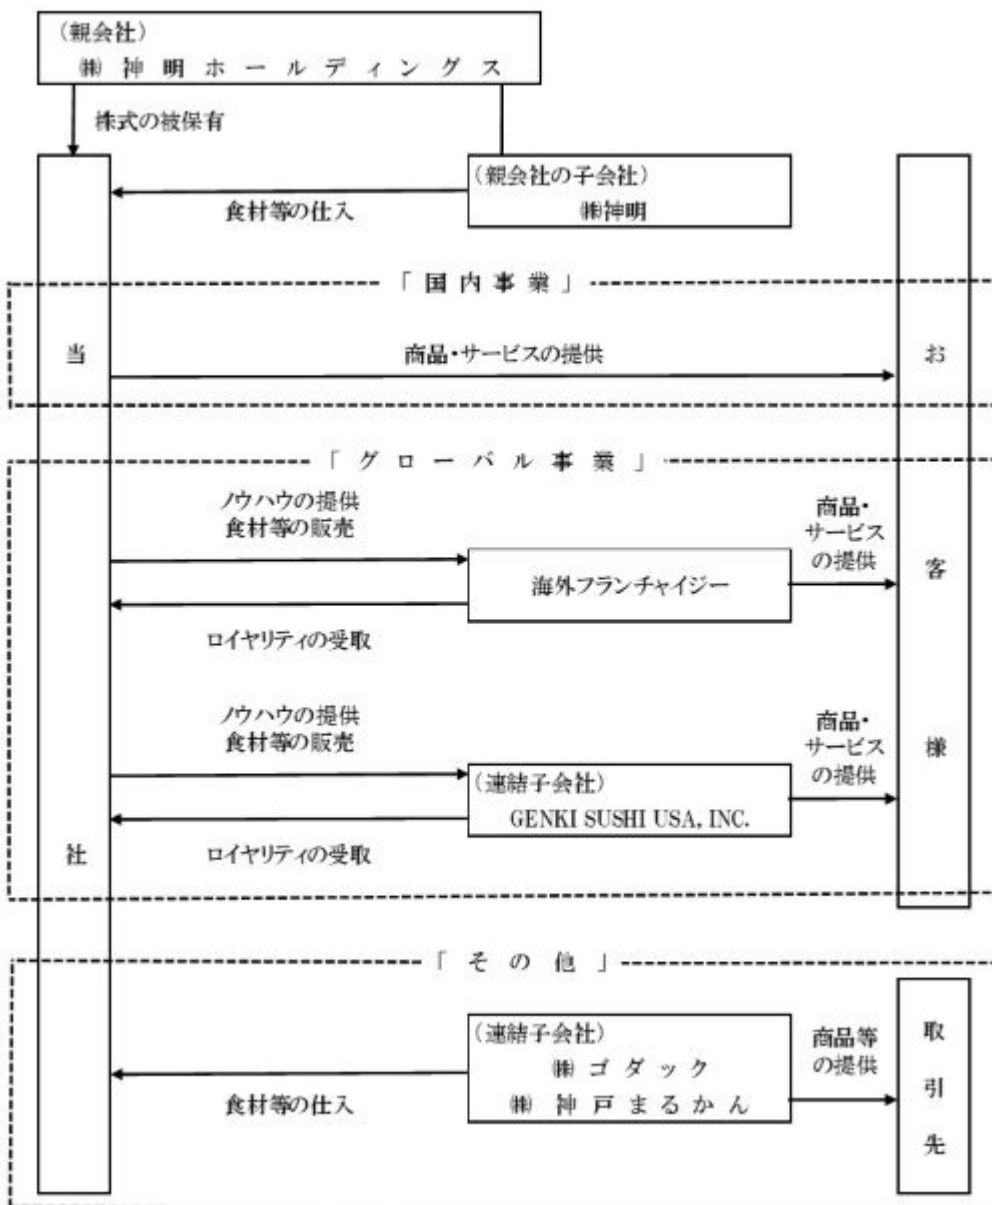 (親会社)
㈱神明ホールディングス
株式の被保有
(親会社の子会社)
㈱神明
食材等の仕入
「国内事業」
当
商品・サービスの提供
お
「グローバル事業」
ノウハウの提供
食材等の販売
商品・
サービス
の提供
海外フランチャイジー
客
ロイヤリティの受取
ノウハウの提供
食材等の販売
商品・
サービス
の提供
様
(連結子会社)
GENKI SUSHI USA, INC.
社
ロイヤリティの受取
「その他」
(連結子会社)
㈱ゴダック
㈱神戸まるかん
商品等
の提供
取
引
先
食材等の仕入